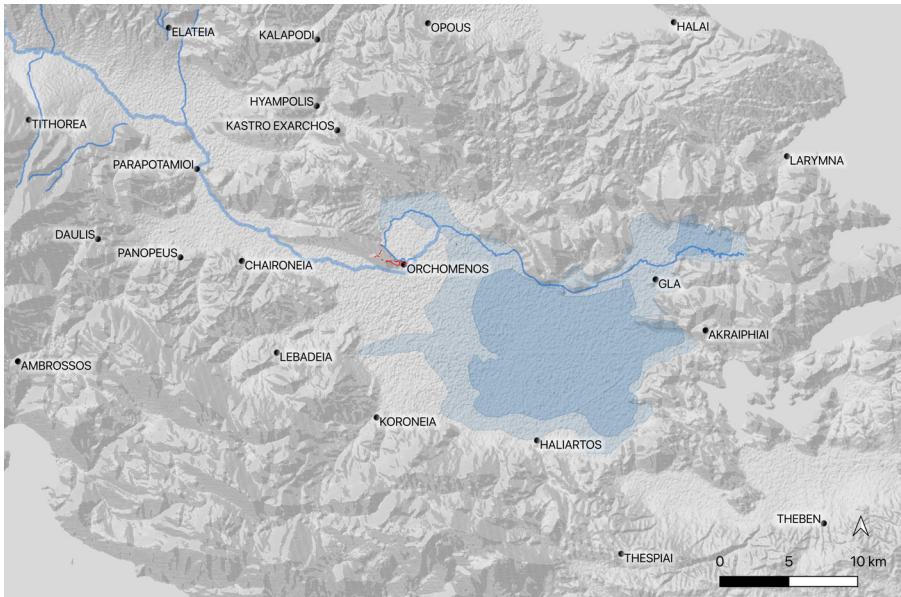 ELATEIA
KALAPODI
OPOUS
HALAI
HYAMPOLIS
TITHOREA
KASTRO EXARCHOS
PARAPOTAMIOI
LARYMNA
DAULIS
PANOPEUS
CHAIRONEIA
ORCHOMENOS
GLA
AKRAIPHIAI
LEBADEIA
AMBROSSOS
KORONEIA
HALIARTOS
THEBEN
THESPIAI
0 5 10 km